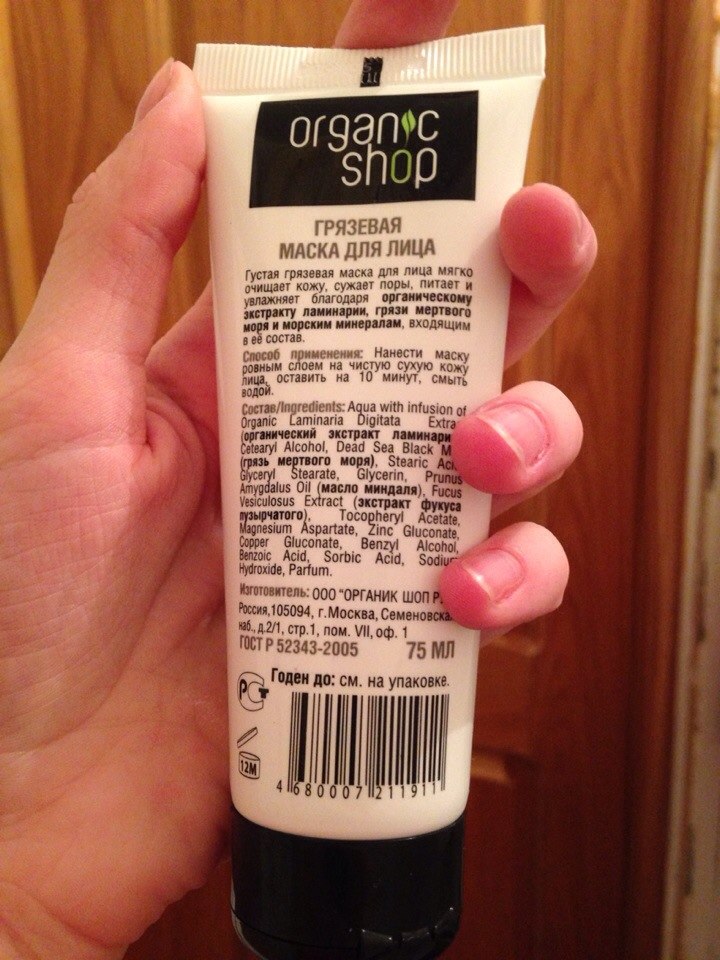 organic
shop
ГРЯЗЕВАЯ
МАСКА ДЛЯ ЛИЦА
Густая грязевая маска для лица мягко
очищает кожу, сужает поры, питает и
увлажняет благодаря органическому
экстракту ламинарии, грязи мертвого
моря и морским минералам, входящим
в её состав.
Способ применения: Нанести маску
ровным слоем на чистую сухую кожу
лица, оставить на 10 минут, смыть
водой.
Состав/Ingredients: Aqua with infusion of
Organic Laminaria Digitata
(органический экстракт
Cetearyl Alcohol, Dead Sea Black
(грязь мертвого моря), Stearic
Glyceryl Stearate, Glycerin, Prunus
Amygdalus Oil (масло миндаля), Fucus
Vesiculosus Extract (экстракт фукуса
пузырчатого), Tocopheryl Acetate,
Magnesium Aspartate, Zinc Gluconate,
Copper Gluconate, Benzyl Alcohol,
Benzoic Acid, Sorbic Acid, Sodium
Hydroxide, Parfum.
Изготовитель: ООО "ОРГАНИК ШОП
Россия,105094, г.Москва, Семеновская
наб., д.2/1, стр.1, пом. VII, оф. 1
ГОСТ Р 52343-2005 75 МЛ
Годен до: см. на упаковке.
РСТ
12M
4 680007 211911